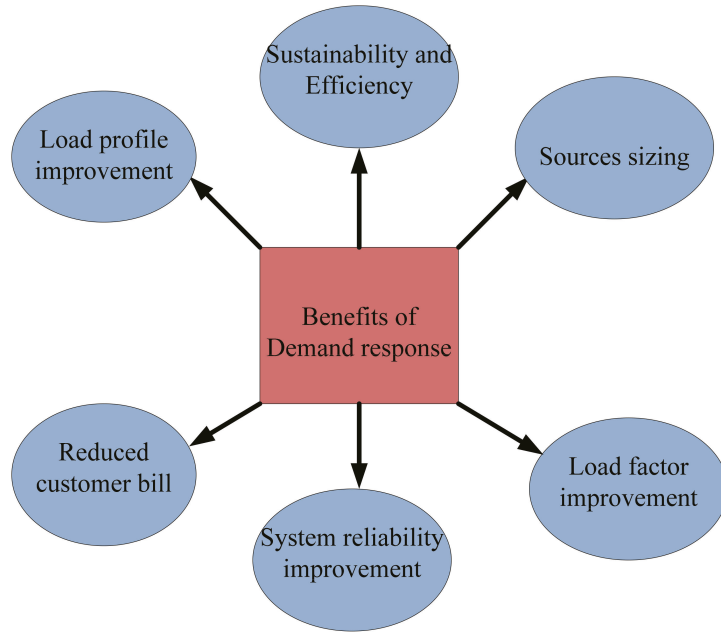 Sustainability and
Efficiency
Load profile
improvement
Sources sizing
Benefits of
Demand response
Reduced
customer bill
Load factor
improvement
System reliability
improvement